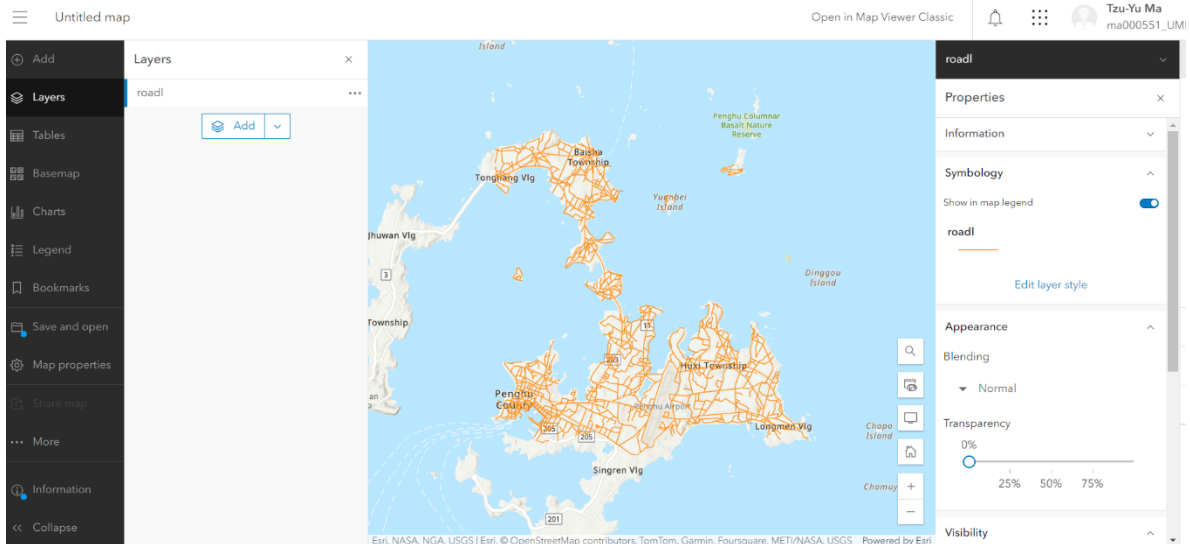 Untitled map
Open in Map Viewer Classic
Tzu-Yu Ma
ma000551_UM
Add
Layers
Tables
Basemap
Charts
Legend
Bookmarks
Save and open
Map properties
Share map
More
Information
Collapse
Layers
roadl
Add
Island
Penghu Columnar
Basalt Nature
Reserve
Baisha
Township
Tongliang Vlg
Yuanbei
Island
Jhuwan Vlg
3
Dinggou
Island
Township
11
203
Huxi Township
an
Penghu
County
Penghu Airport
205
205
Longmen Vlg
Chapo
Island
Singren Vlg
Chamuy
201
Esri, NASA, NGA, USGS | Esri, © OpenStreetMap contributors, TomTom, Garmin, Foursquare, METI/NASA, USGS
Powered by Esri
roadl
Properties
Information
Symbology
Show in map legend
roadl
Edit layer style
Appearance
Blending
Normal
Transparency
0%
25% 50% 75%
Visibility